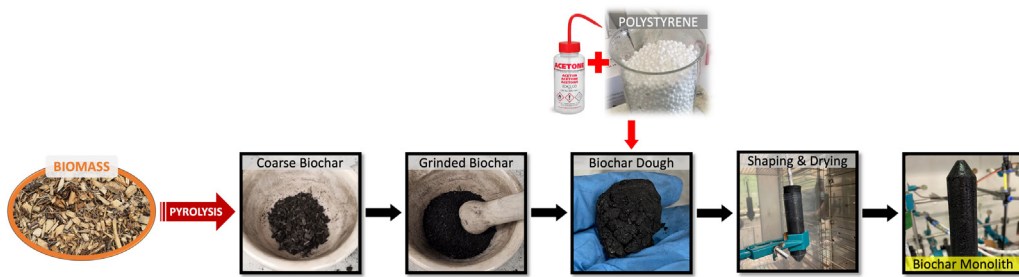 POLYSTYRENE
ACETONE
BIOMASS
PYROLYSIS
Coarse Biochar
Grinded Biochar
Biochar Dough
Shaping & Drying
Biochar Monolith